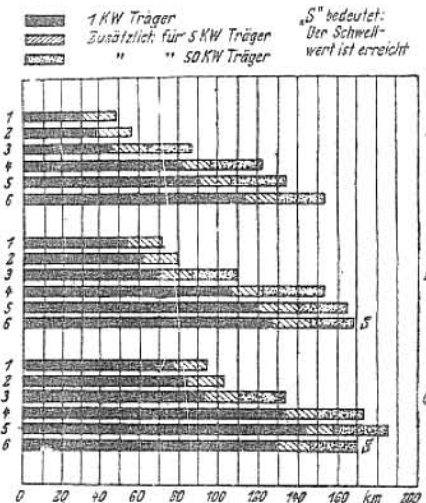 1 KW Träger
Zusätzlich für 5 KW Träger
" " 50 KW Träger
„S" bedeutet:
Der Schwell-
wert ist erreicht
1
2
3
4
5
6
1
2
3
4
5
6 S
1
2
3
4
5
6 S
0 20 40 60 80 100 120 140 160 km 200